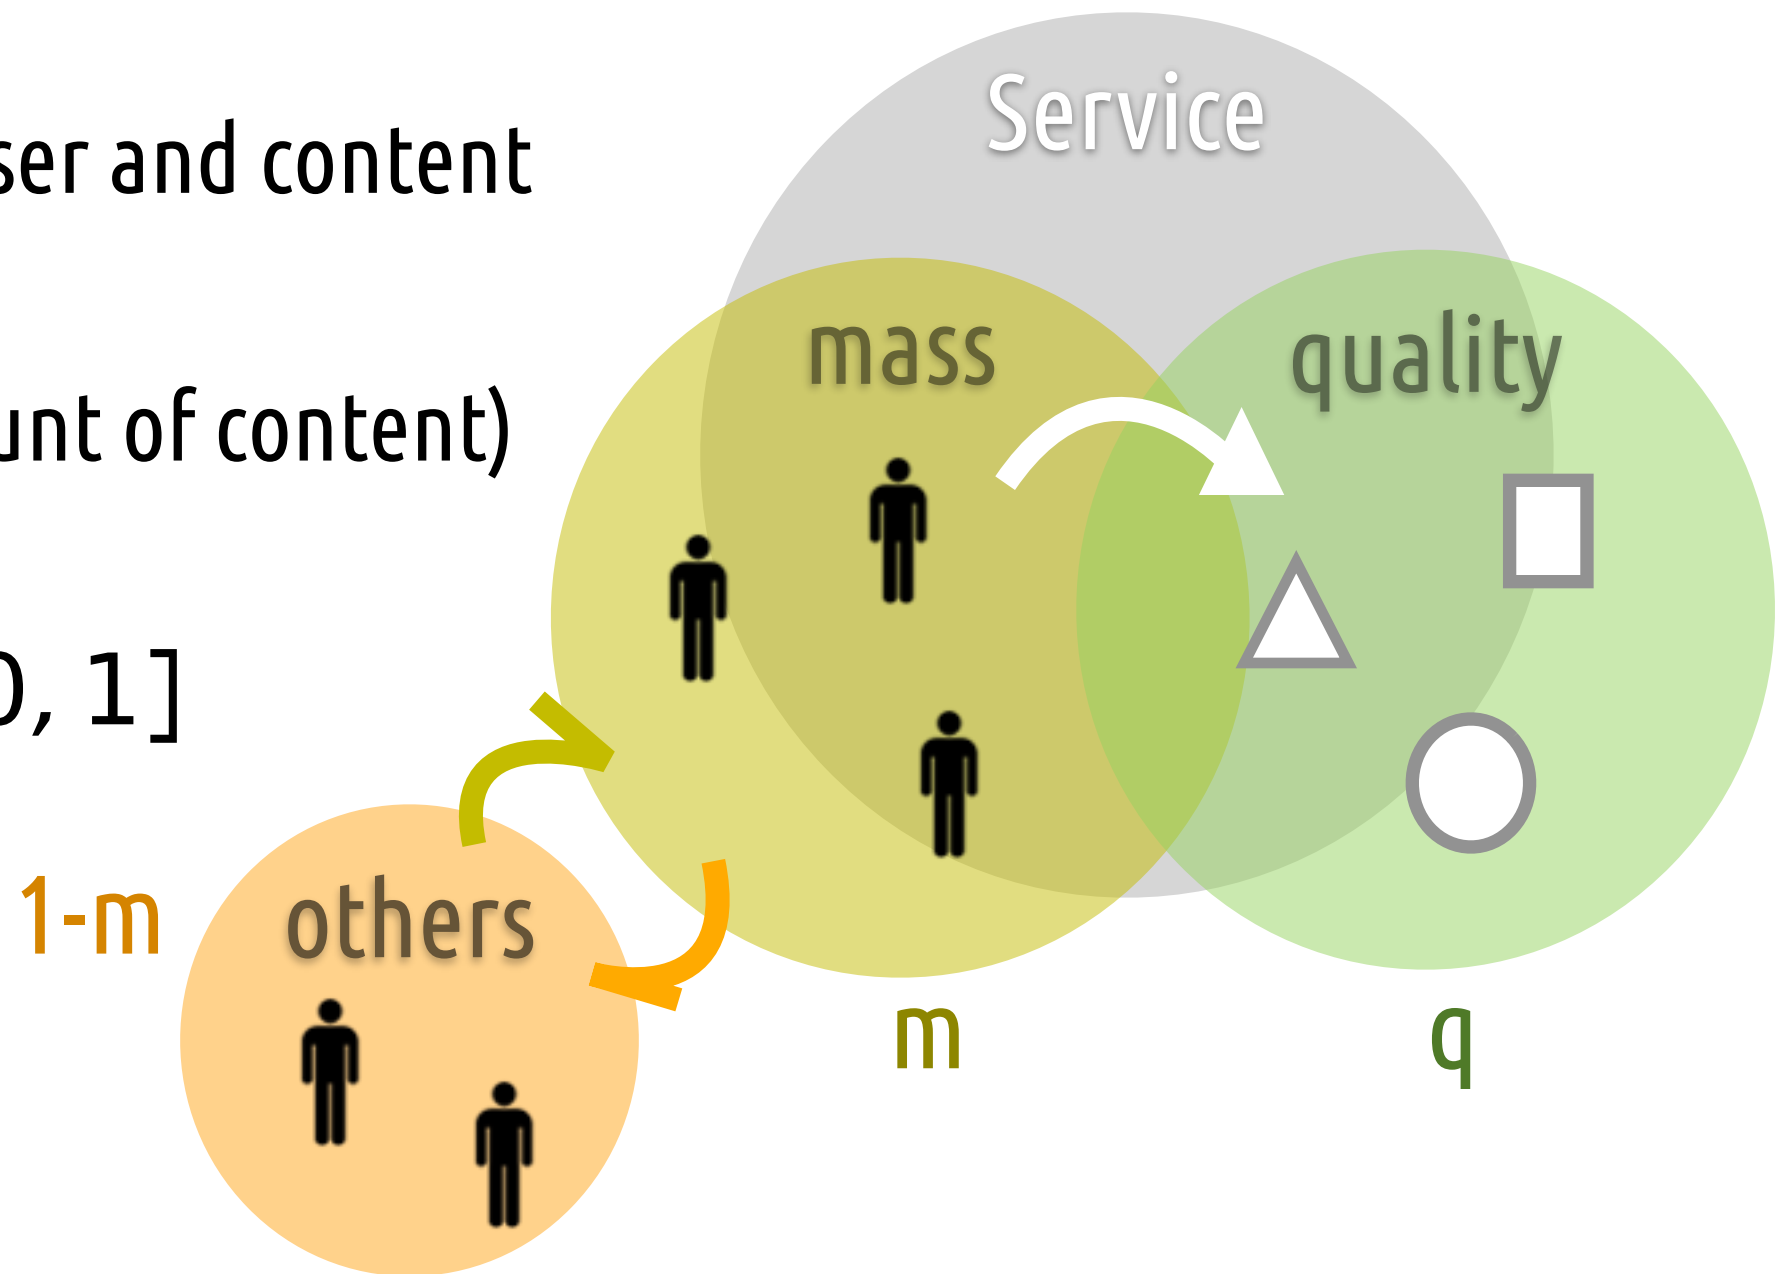 Service
ser and content
mass
quality
unt of content)
0, 1]
1-m
others
m
q